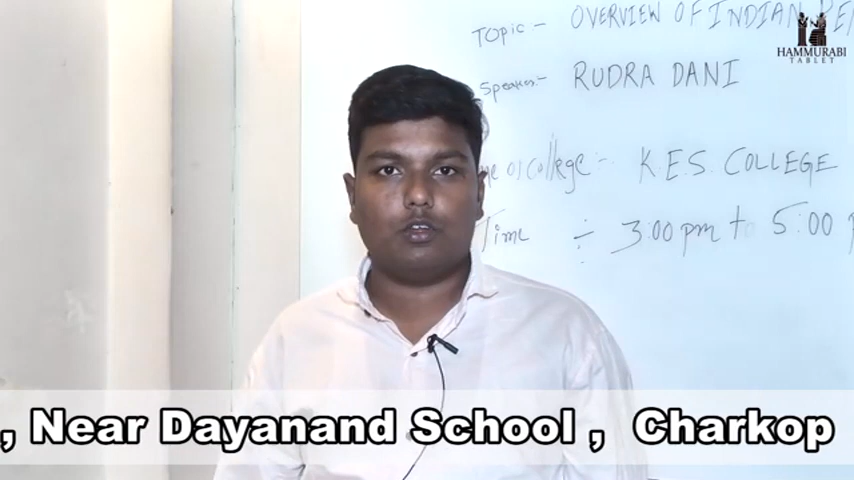 Topic - OVERVIEW OF INDIAN
HAMMURABI
TABLET
Speaker:- RUDRA DANI
of college :- K.E.S COLLEGE
Time ÷ 3:00 pm to 5:00
, Near Dayanand School , Charkop